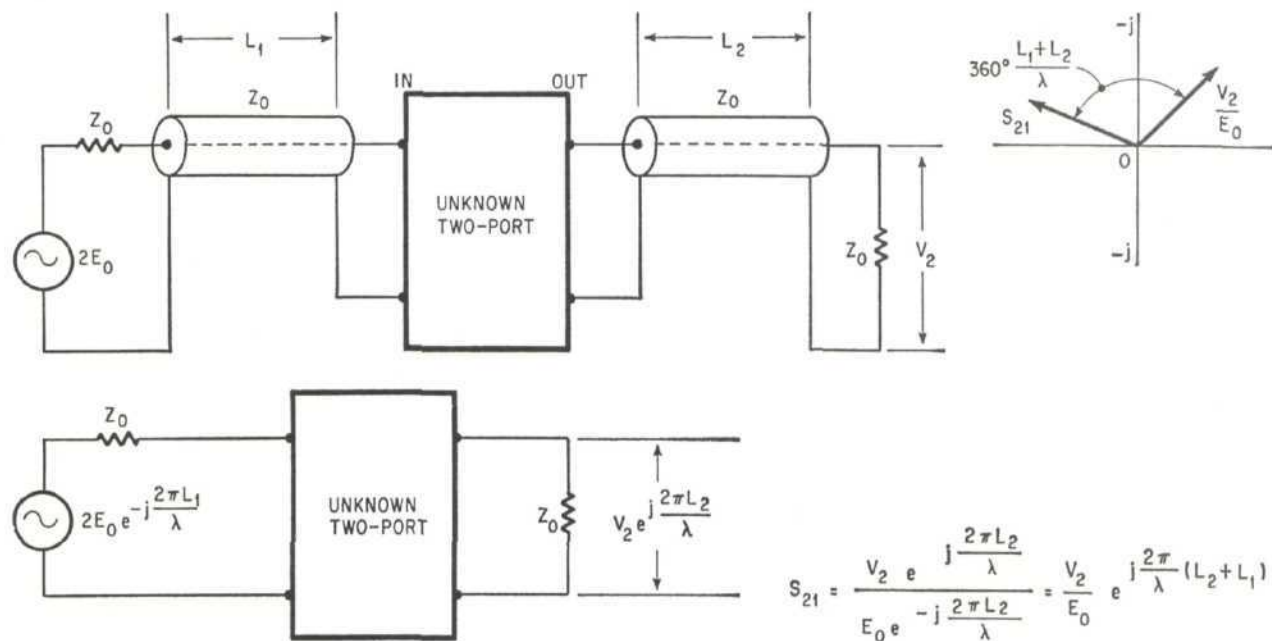 L₁
L₂
IN
OUT
Z₀
Z₀
Z₀
UNKNOWN
TWO-PORT
2E₀
Z₀
V₂
-j
360° (L₁+L₂)/λ
S₂₁
V₂/E₀
0
-j
Z₀
2E₀ e^(-j 2πL₁/λ)
UNKNOWN
TWO-PORT
Z₀
V₂ e^(j 2πL₂/λ)
S₂₁ = (V₂ e^(j 2πL₂/λ)) / (E₀ e^(-j 2πL₂/λ)) = V₂/E₀ e^(j 2π/λ (L₂+L₁))